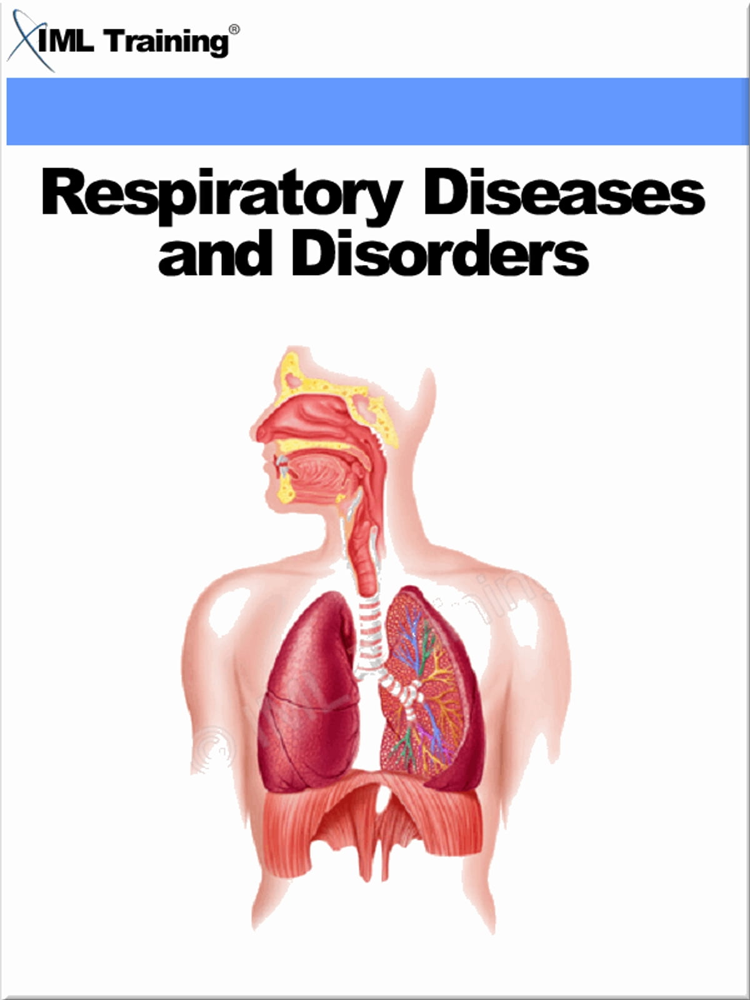 IML Training®
Respiratory Diseases
and Disorders